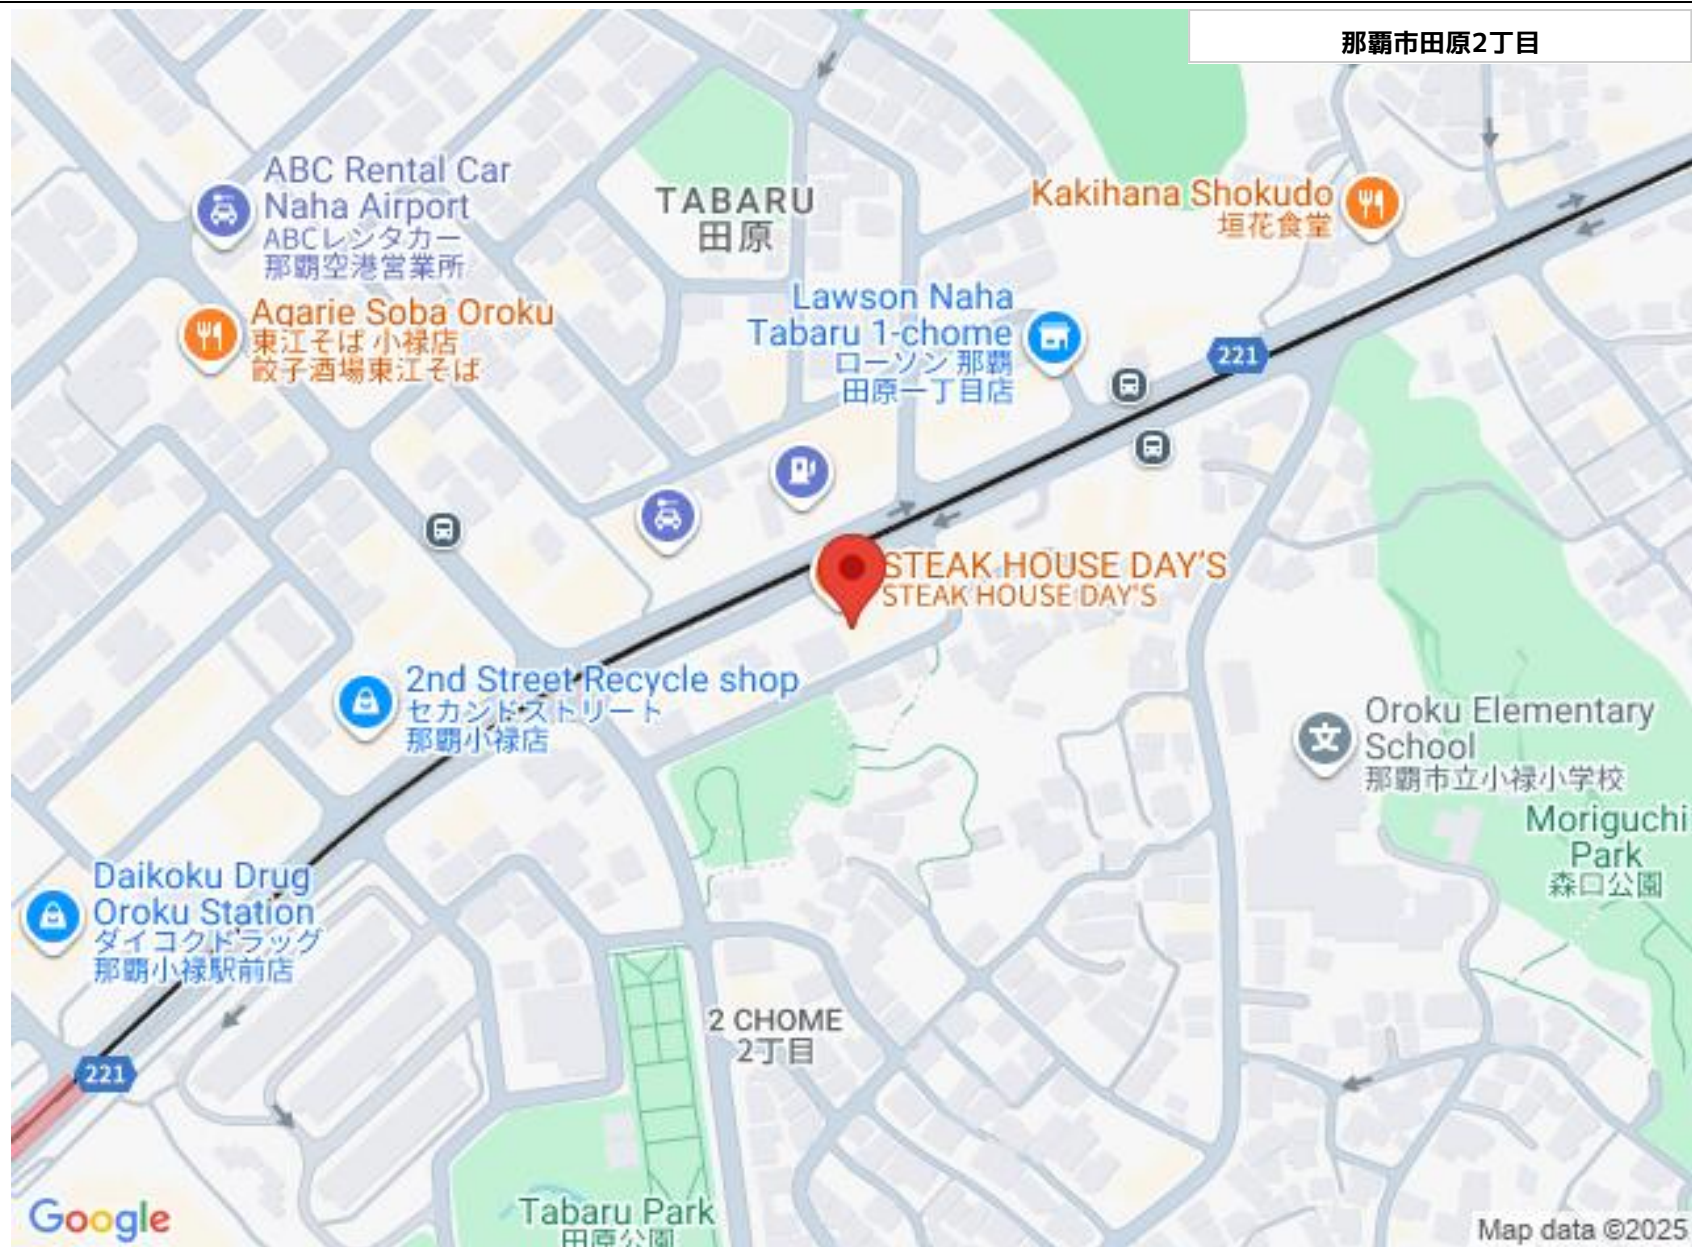 那覇市田原2丁目
ABC Rental Car
Naha Airport
ABCレンタカー
那覇空港営業所
TABARU
田原
Kakihana Shokudo
垣花食堂
Agarie Soba Oroku
東江そば 小禄店
餃子酒場東江そば
Lawson Naha
Tabaru 1-chome
ローソン 那覇
田原一丁目店
221
STEAK HOUSE DAY'S
STEAK HOUSE DAY'S
2nd Street Recycle shop
セカンドストリート
那覇小禄店
Oroku Elementary
School
那覇市立小禄小学校
文
Moriguchi
Park
森口公園
Daikoku Drug
Oroku Station
ダイコクドラッグ
那覇小禄駅前店
2 CHOME
2丁目
221
Tabaru Park
田原公園
Google
Map data ©2025